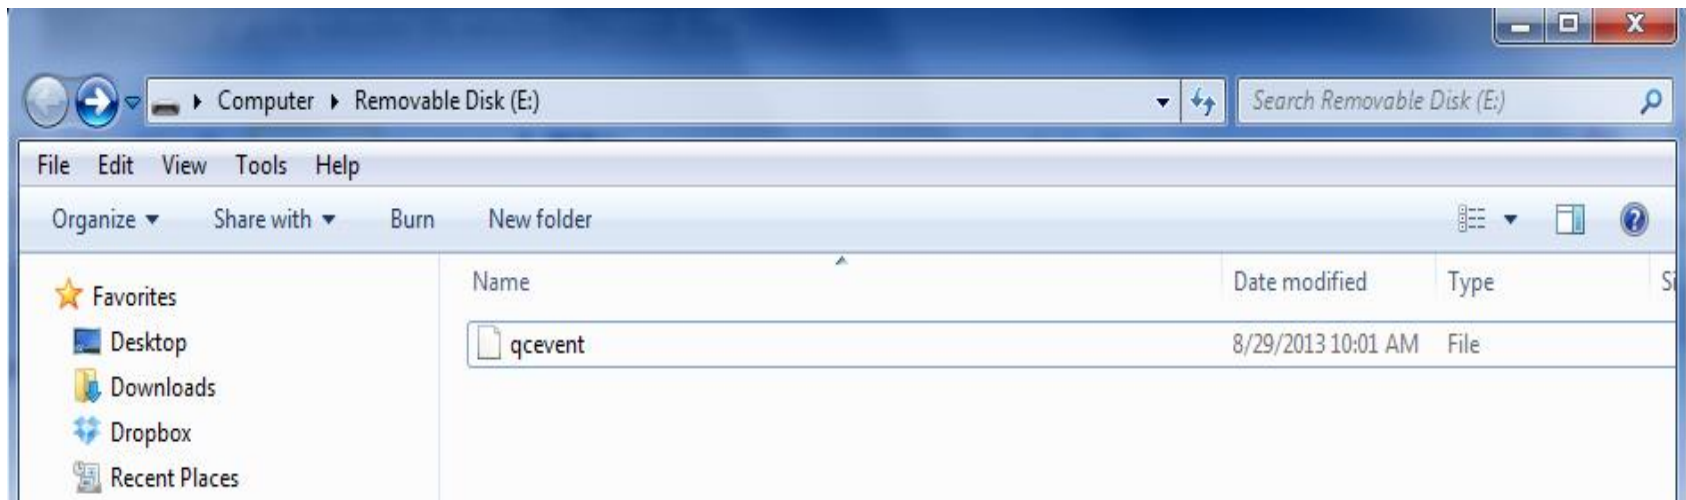 Computer Removable Disk (E:) Search Removable Disk (E:)
File Edit View Tools Help
Organize Share with Burn New folder
Name Date modified Type
Favorites
Desktop
qcevent 8/29/2013 10:01 AM File
Downloads
Dropbox
Recent Places